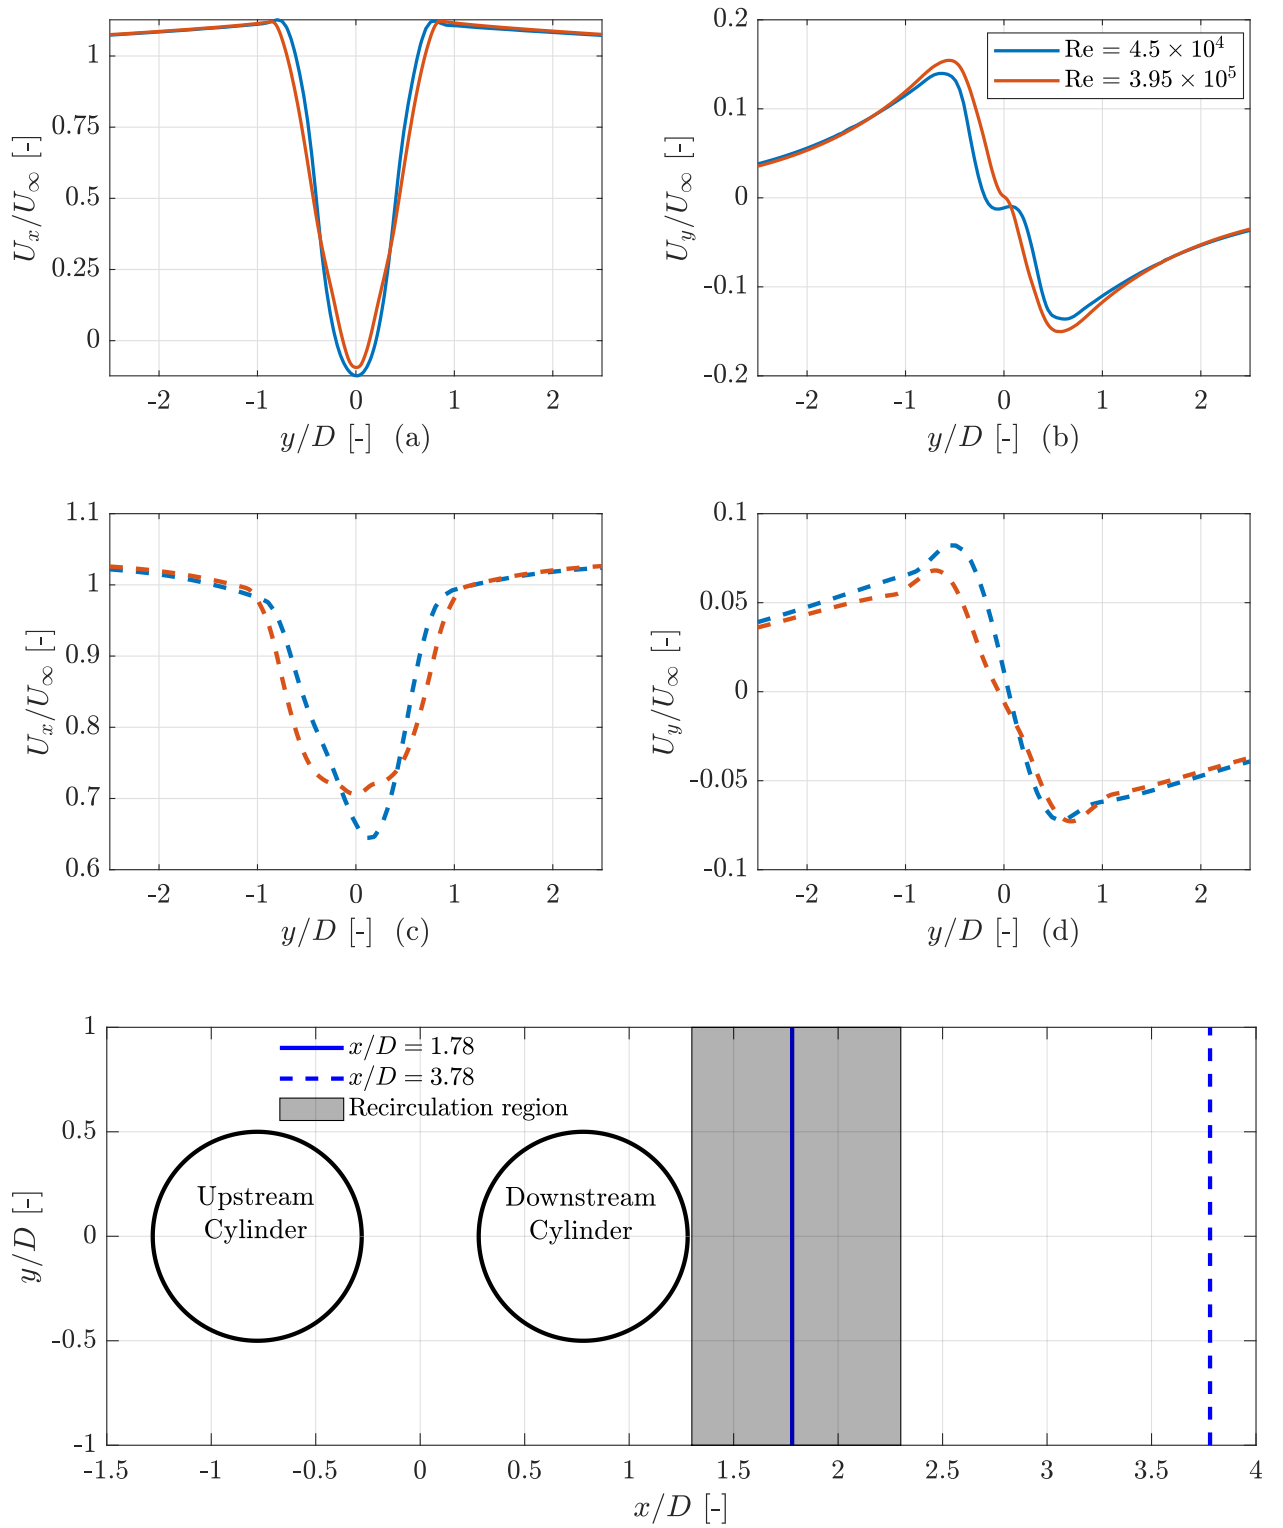 1
0.75
0.5
0.25
0
-2 -1 0 1 2
U_x/U_∞ [-]
y/D [-] (a)
0.2
0.1
0
-0.1
-0.2
-2 -1 0 1 2
U_y/U_∞ [-]
y/D [-] (b)
Re = 4.5 × 10^4
Re = 3.95 × 10^5
1.1
1
0.9
0.8
0.7
0.6
-2 -1 0 1 2
U_x/U_∞ [-]
y/D [-] (c)
0.1
0.05
0
-0.05
-0.1
-2 -1 0 1 2
U_y/U_∞ [-]
y/D [-] (d)
1
0.5
0
-0.5
-1
y/D [-]
x/D = 1.78
x/D = 3.78
Recirculation region
Upstream
Cylinder
Downstream
Cylinder
-1.5 -1 -0.5 0 0.5 1 1.5 2 2.5 3 3.5 4
x/D [-]